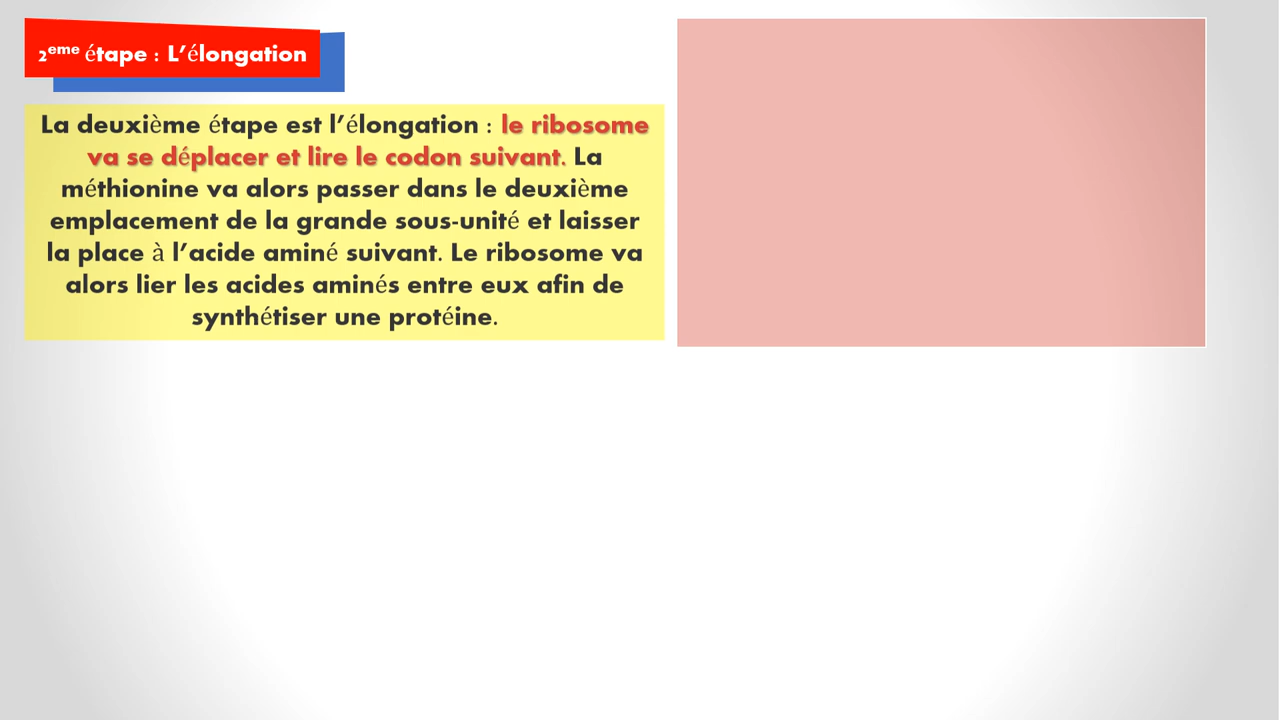 2eme étape : L’élongation
La deuxième étape est l’élongation : le ribosome
va se déplacer et lire le codon suivant. La
méthionine va alors passer dans le deuxième
emplacement de la grande sous-unité et laisser
la place à l’acide aminé suivant. Le ribosome va
alors lier les acides aminés entre eux afin de
synthétiser une protéine.